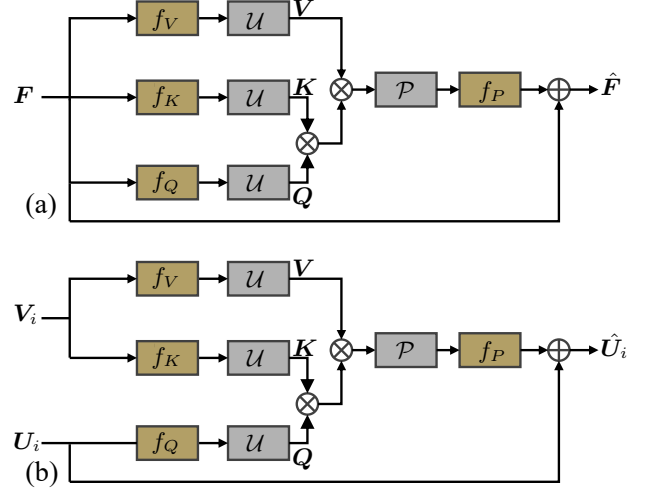 f_V 𝒰 V
F f_K 𝒰 K 𝒫 f_P F̂
f_Q 𝒰 Q
(a)
f_V 𝒰 V
V_i
f_K 𝒰 K 𝒫 f_P Û_i
U_i f_Q 𝒰 Q
(b)